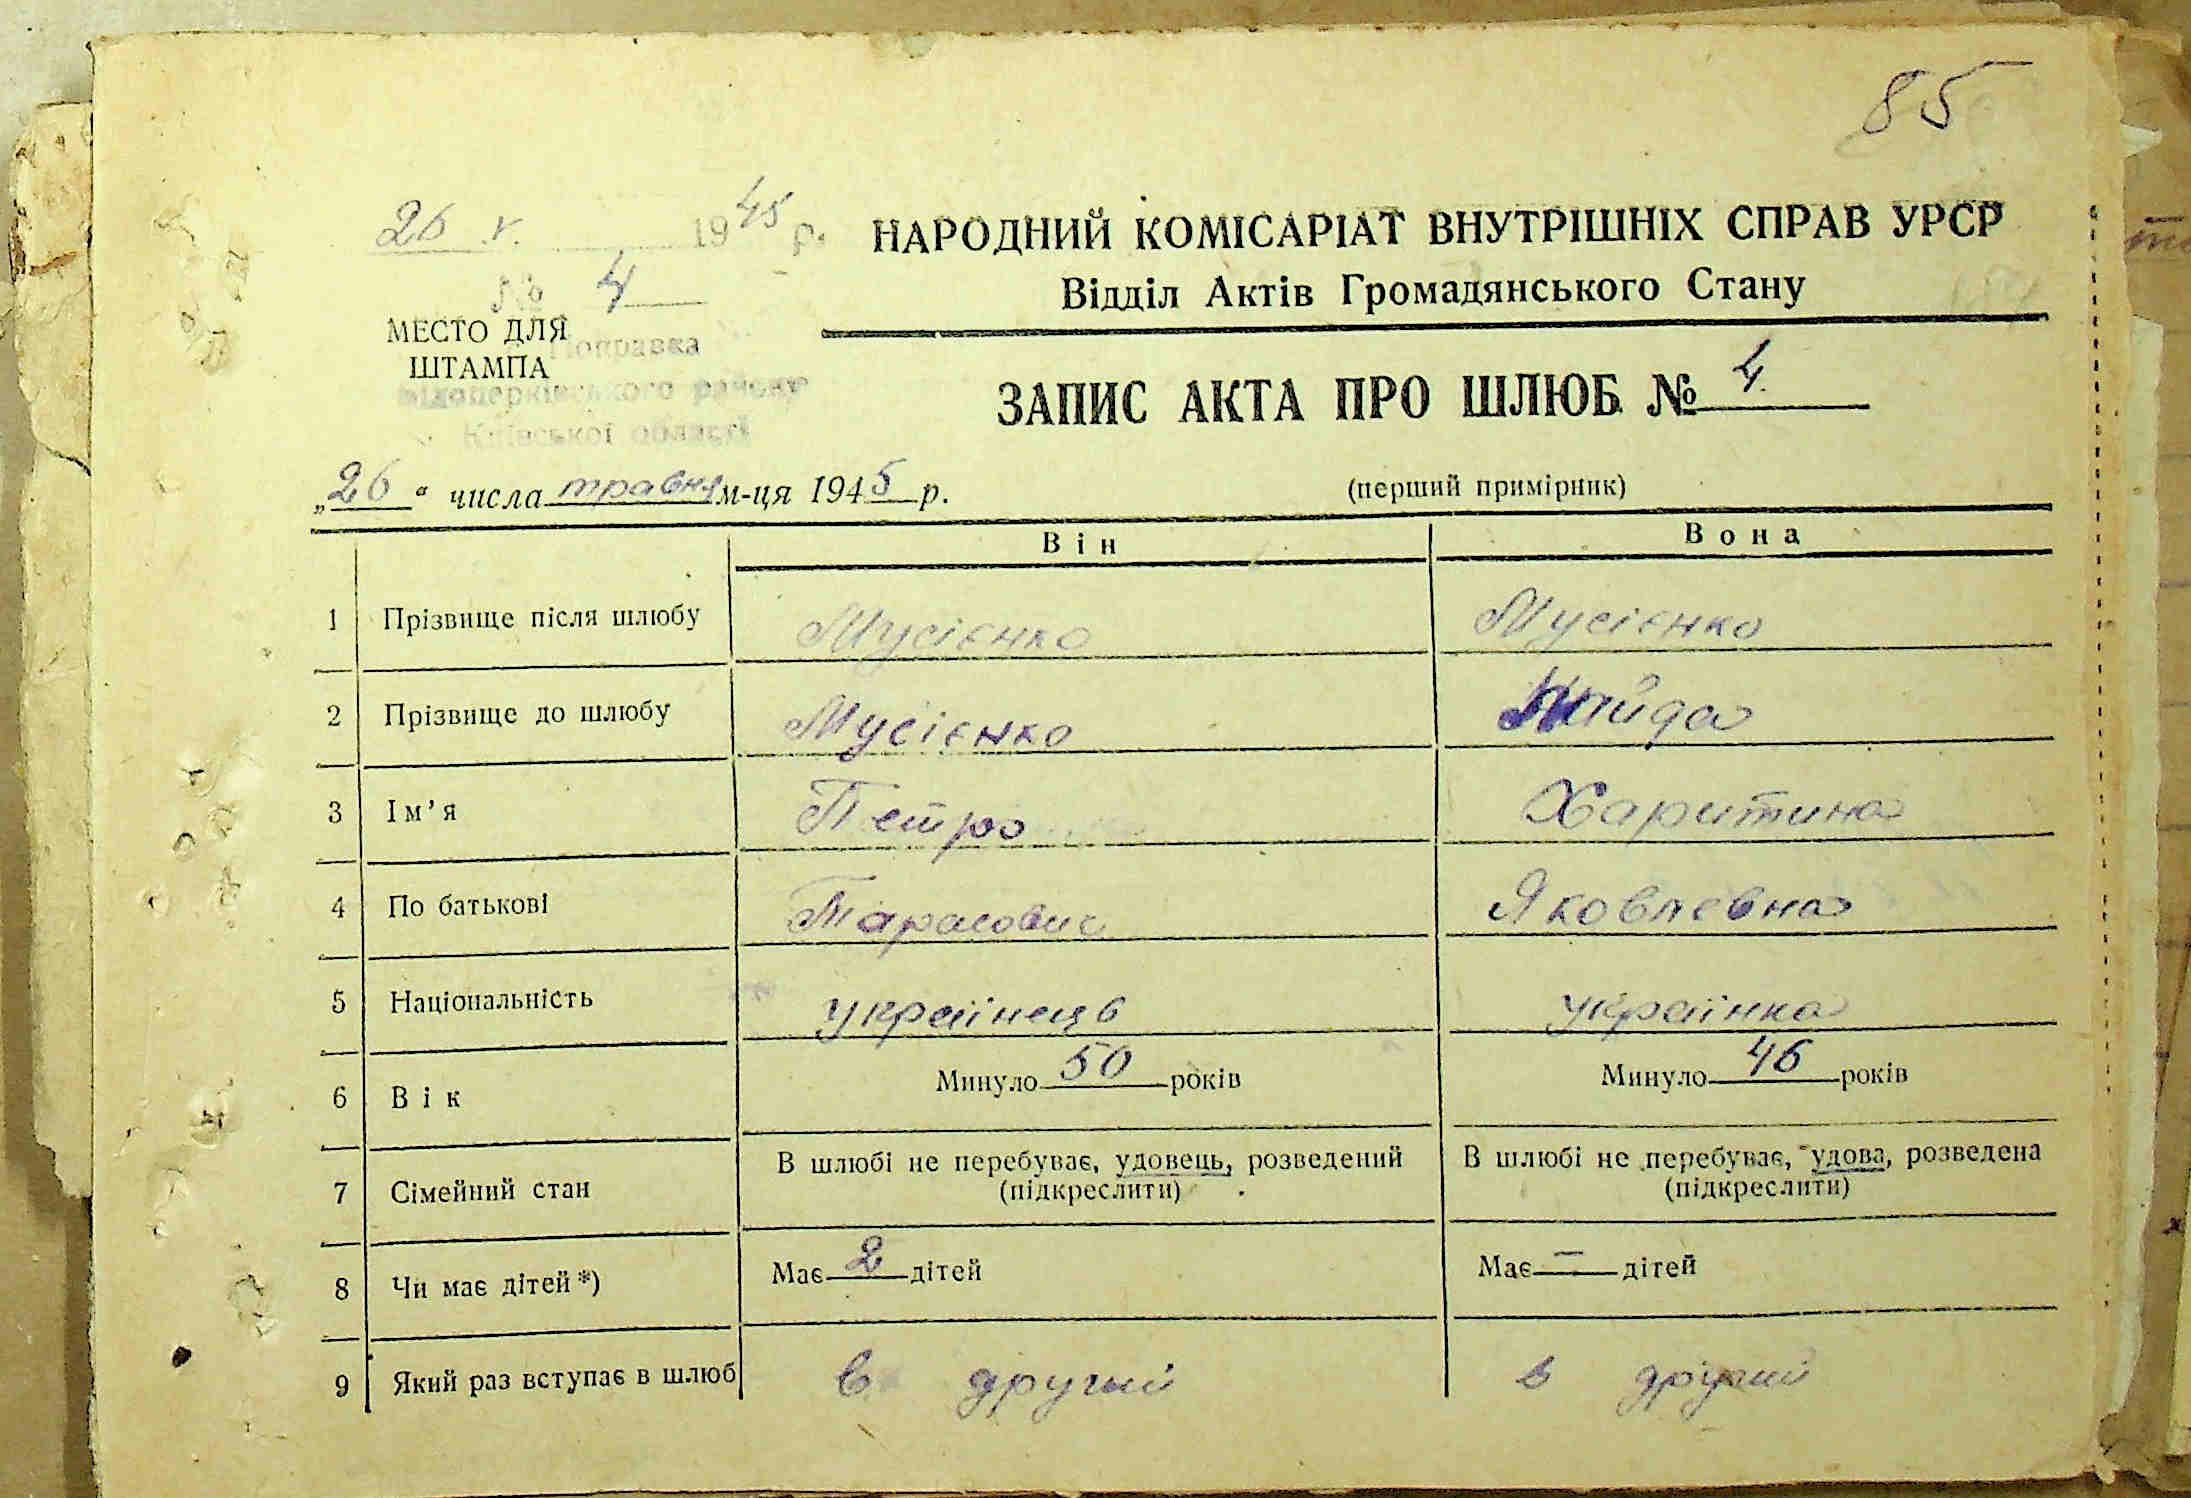 85
26 V. 1945 р.
№ 4
НАРОДНИЙ КОМІСАРІАТ ВНУТРІШНІХ СПРАВ УРСР
Відділ Актів Громадянського Стану
МЕСТО ДЛЯ
ШТАМПА
Київської області
ЗАПИС АКТА ПРО ШЛЮБ № 4.
„26“ числа травня м-ця 1945 р.
(перший примірник)
Він Вона
1 Прізвище після шлюбу Мусієнко Мусієнко
2 Прізвище до шлюбу Мусієнко
3 Ім’я Петро Харитина
4 По батькові Тарасович Яковлевна
5 Національність українець українка
6 Вік Минуло 50 років Минуло 46 років
7 Сімейний стан В шлюбі не перебуває, удовець, розведений (підкреслити) В шлюбі не перебуває, удова, розведена (підкреслити)
8 Чи має дітей *) Має 2 дітей Має — дітей
9 Який раз вступає в шлюб в другий в другий